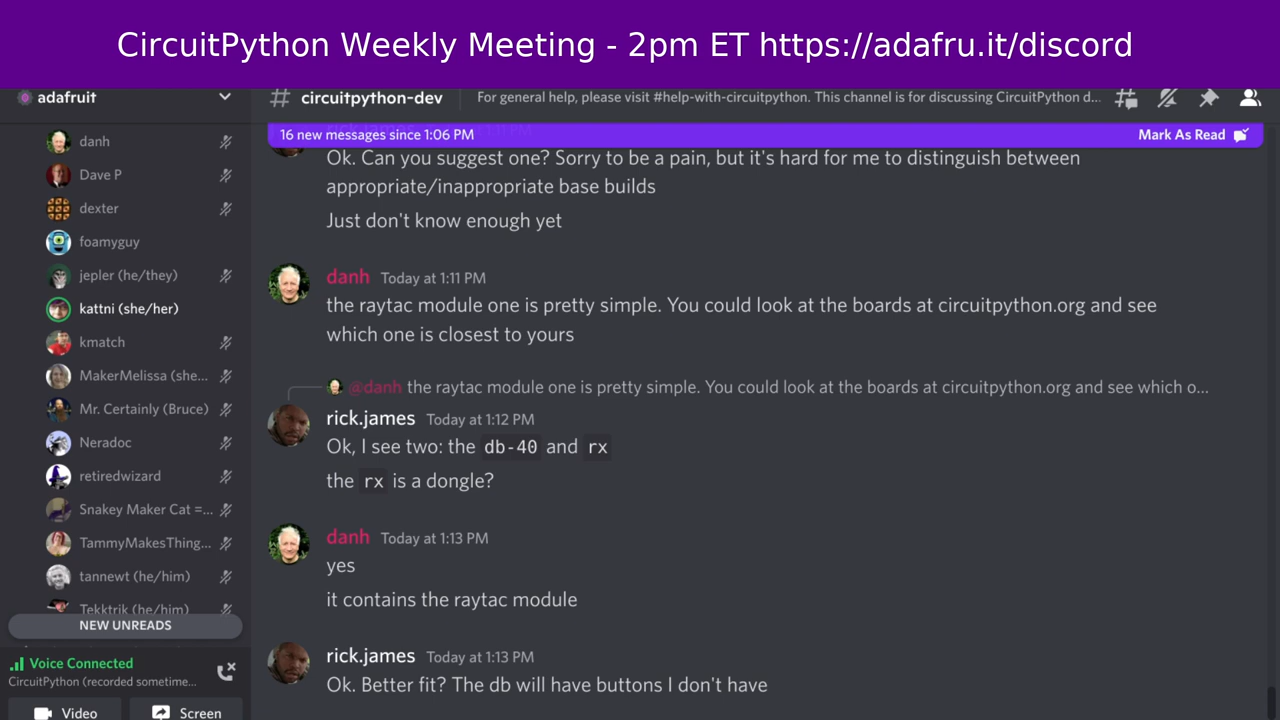 CircuitPython Weekly Meeting - 2pm ET https://adafru.it/discord
adafruit
danh
Dave P
dexter
foamyguy
jepler (he/they)
kattni (she/her)
kmatch
MakerMelissa (she...
Mr. Certainly (Bruce)
Neradoc
retiredwizard
Snakey Maker Cat =...
TammyMakesThing...
tannewt (he/him)
Tekktrik (he/him)
NEW UNREADS
Voice Connected
CircuitPython (recorded sometime...
Video
Screen
# circuitpython-dev
For general help, please visit #help-with-circuitpython. This channel is for discussing CircuitPython d...
16 new messages since 1:06 PM
Mark As Read
Ok. Can you suggest one? Sorry to be a pain, but it's hard for me to distinguish between
appropriate/inappropriate base builds
Just don't know enough yet
danh Today at 1:11 PM
the raytac module one is pretty simple. You could look at the boards at circuitpython.org and see
which one is closest to yours
@danh the raytac module one is pretty simple. You could look at the boards at circuitpython.org and see which o...
rick.james Today at 1:12 PM
Ok, I see two: the db-40 and rx
the rx is a dongle?
danh Today at 1:13 PM
yes
it contains the raytac module
rick.james Today at 1:13 PM
Ok. Better fit? The db will have buttons I don't have